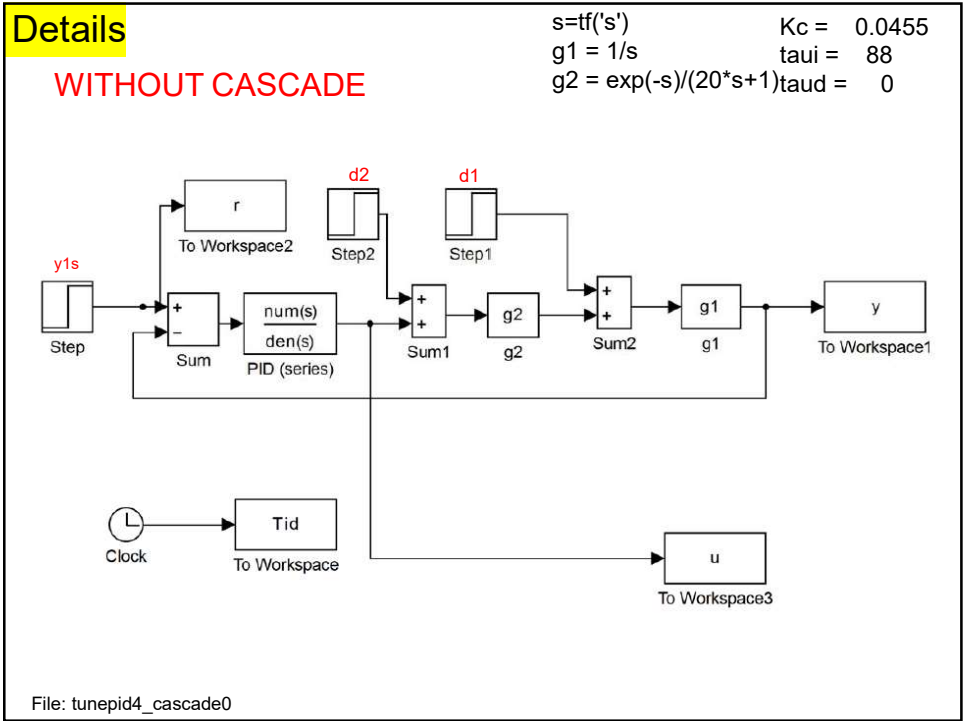 Details
WITHOUT CASCADE
s=tf('s')
g1 = 1/s
g2 = exp(-s)/(20*s+1)
Kc = 0.0455
taui = 88
taud = 0
d2
d1
r
To Workspace2
Step2
Step1
y1s
Step
+
−
Sum
num(s)
den(s)
PID (series)
+
+
Sum1
g2
g2
+
+
Sum2
g1
g1
y
To Workspace1
Clock
Tid
To Workspace
u
To Workspace3
File: tunepid4_cascade0